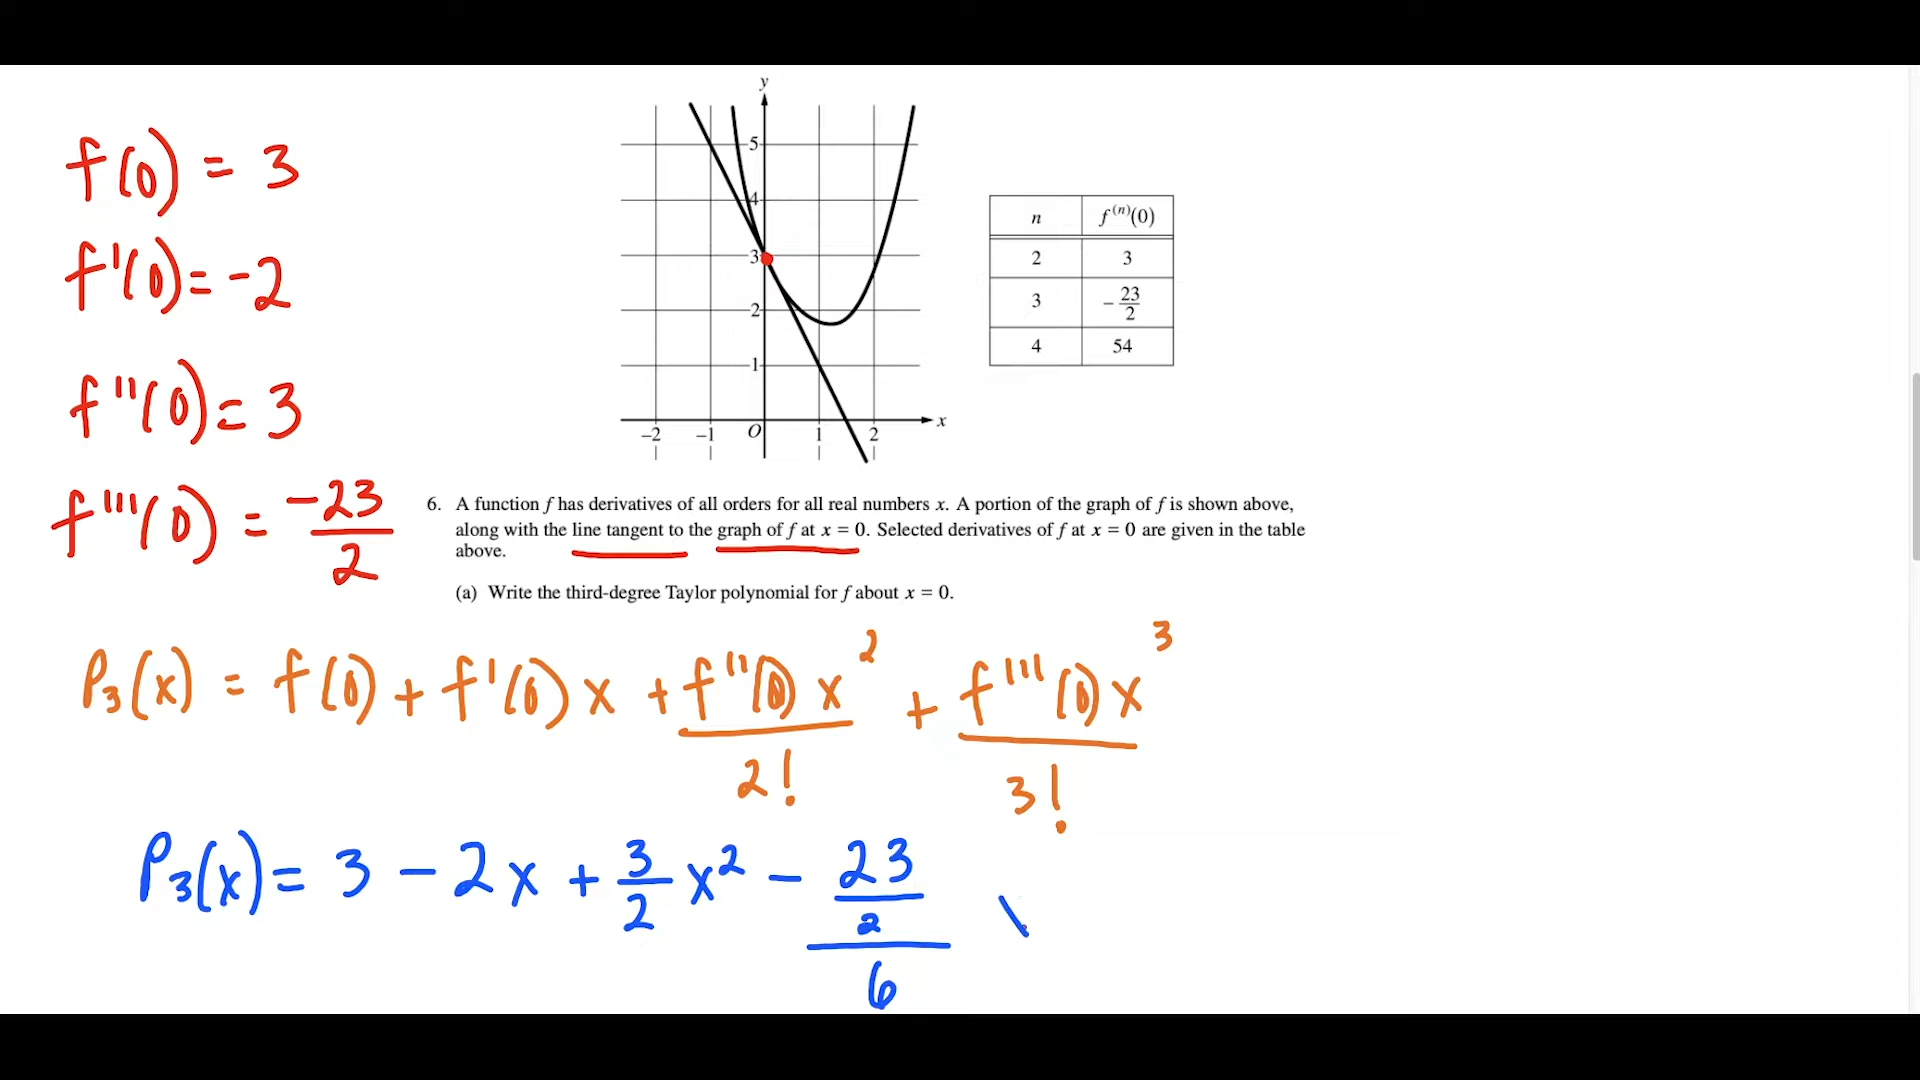 y
5
4
3
2
1
-2 -1 O 1 2 x
n f⁽ⁿ⁾(0)
2 3
3 -23/2
4 54
f(0) = 3
f'(0) = -2
f''(0) = 3
f'''(0) = -23/2
6. A function f has derivatives of all orders for all real numbers x. A portion of the graph of f is shown above,
along with the line tangent to the graph of f at x = 0. Selected derivatives of f at x = 0 are given in the table
above.
(a) Write the third-degree Taylor polynomial for f about x = 0.
P₃(x) = f(0) + f'(0) x + f''(0) x²/2! + f'''(0) x³/3!
P₃(x) = 3 - 2x + 3/2 x² - 23/2/6